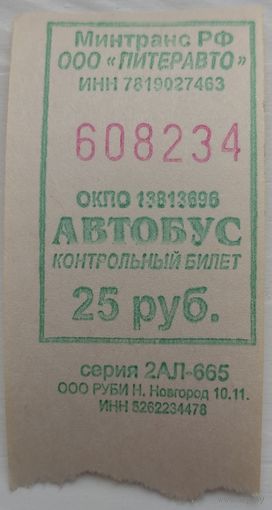 Минтранс РФ
ООО «ПИТЕРАВТО»
ИНН 7819027463
608234
ОКПО 13813696
АВТОБУС
КОНТРОЛЬНЫЙ БИЛЕТ
25 руб.
серия 2АЛ-665
ООО РУБИ Н. Новгород 10.11.
ИНН 5262234478